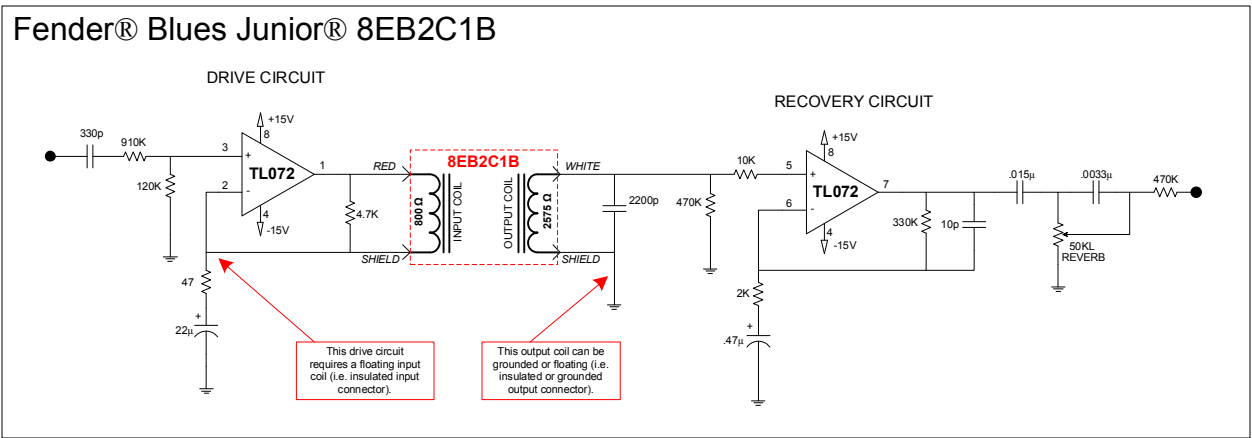 Fender® Blues Junior® 8EB2C1B
DRIVE CIRCUIT
330p
910K
120K
+15V
8
3
+
TL072
1
2
-
4
-15V
47
+
22µ
4.7K
RED
SHIELD
8EB2C1B
800 Ω
INPUT COIL
OUTPUT COIL
2575 Ω
WHITE
SHIELD
2200p
470K
This drive circuit
requires a floating input
coil (i.e. insulated input
connector).
This output coil can be
grounded or floating (i.e.
insulated or grounded
output connector).
RECOVERY CIRCUIT
10K
+15V
8
5
+
TL072
7
6
-
4
-15V
2K
+
.47µ
330K
10p
.015µ
.0033µ
470K
50KL
REVERB